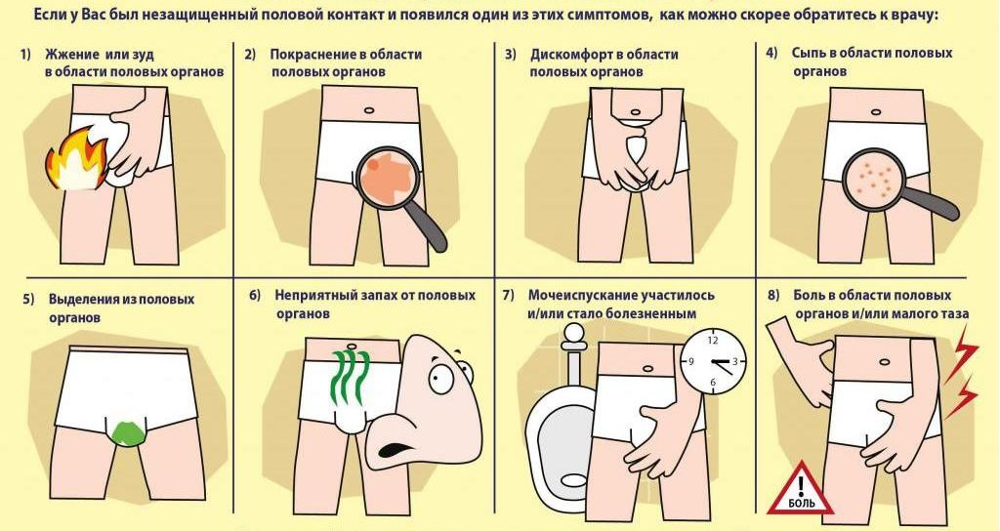 Если у Вас был незащищенный половой контакт и появился один из этих симптомов, как можно скорее обратитесь к врачу:
1) Жжение или зуд
в области половых органов
2) Покраснение в области
половых органов
3) Дискомфорт в области
половых органов
4) Сыпь в области половых
органов
5) Выделения из половых
органов
6) Неприятный запах от половых
органов
7) Мочеиспускание участилось
и/или стало болезненным
12
9
3
6
8) Боль в области половых
органов и/или малого таза
!
БОЛЬ